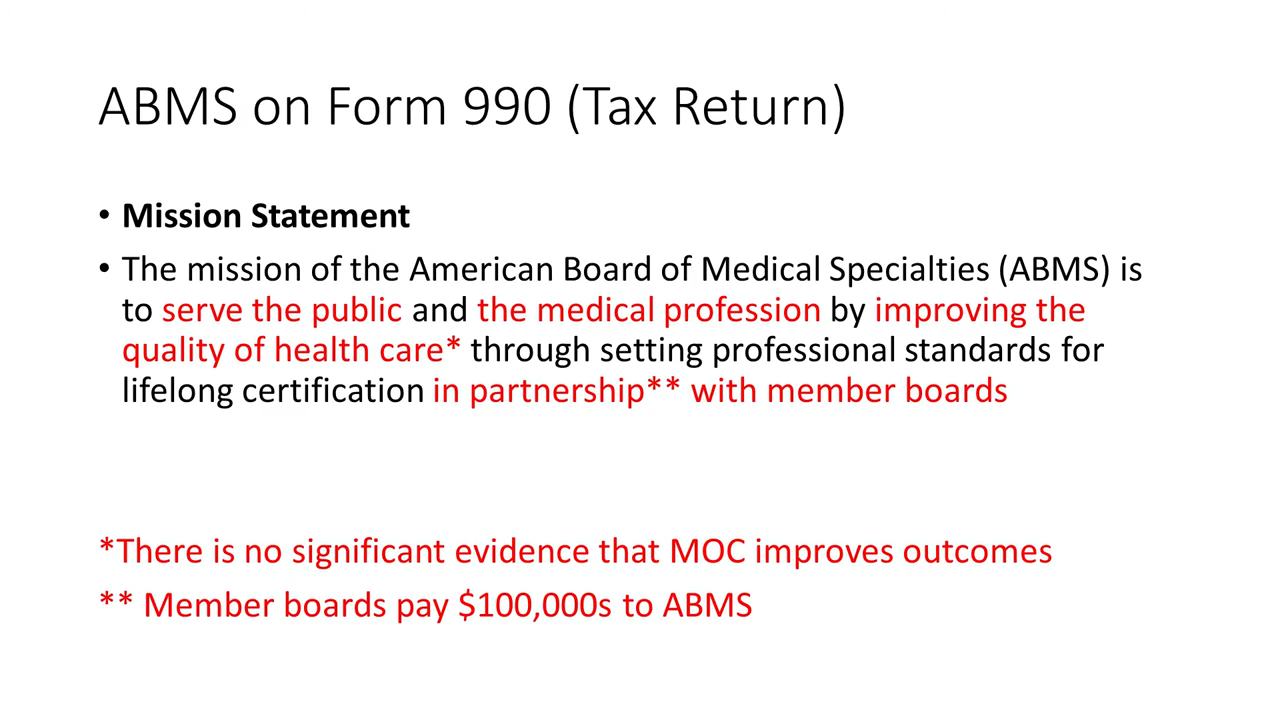 ABMS on Form 990 (Tax Return)
• Mission Statement
• The mission of the American Board of Medical Specialties (ABMS) is
to serve the public and the medical profession by improving the
quality of health care* through setting professional standards for
lifelong certification in partnership** with member boards
*There is no significant evidence that MOC improves outcomes
** Member boards pay $100,000s to ABMS